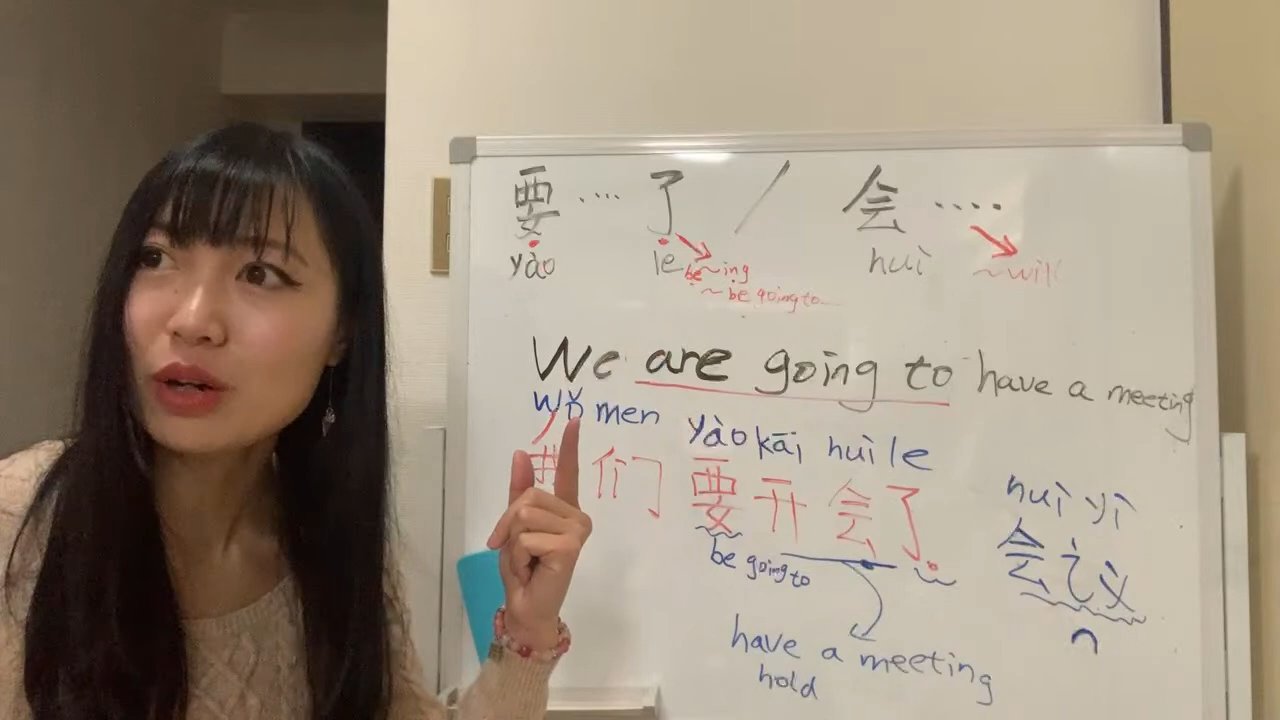 要 .... 了 / 会 ....
yào le huì
be ~ing ~will
~ be going to
We are going to have a meeting
wǒ men yào kāi huì le
我们要开会了.
be going to
huì yì
会议
n
have a meeting
hold